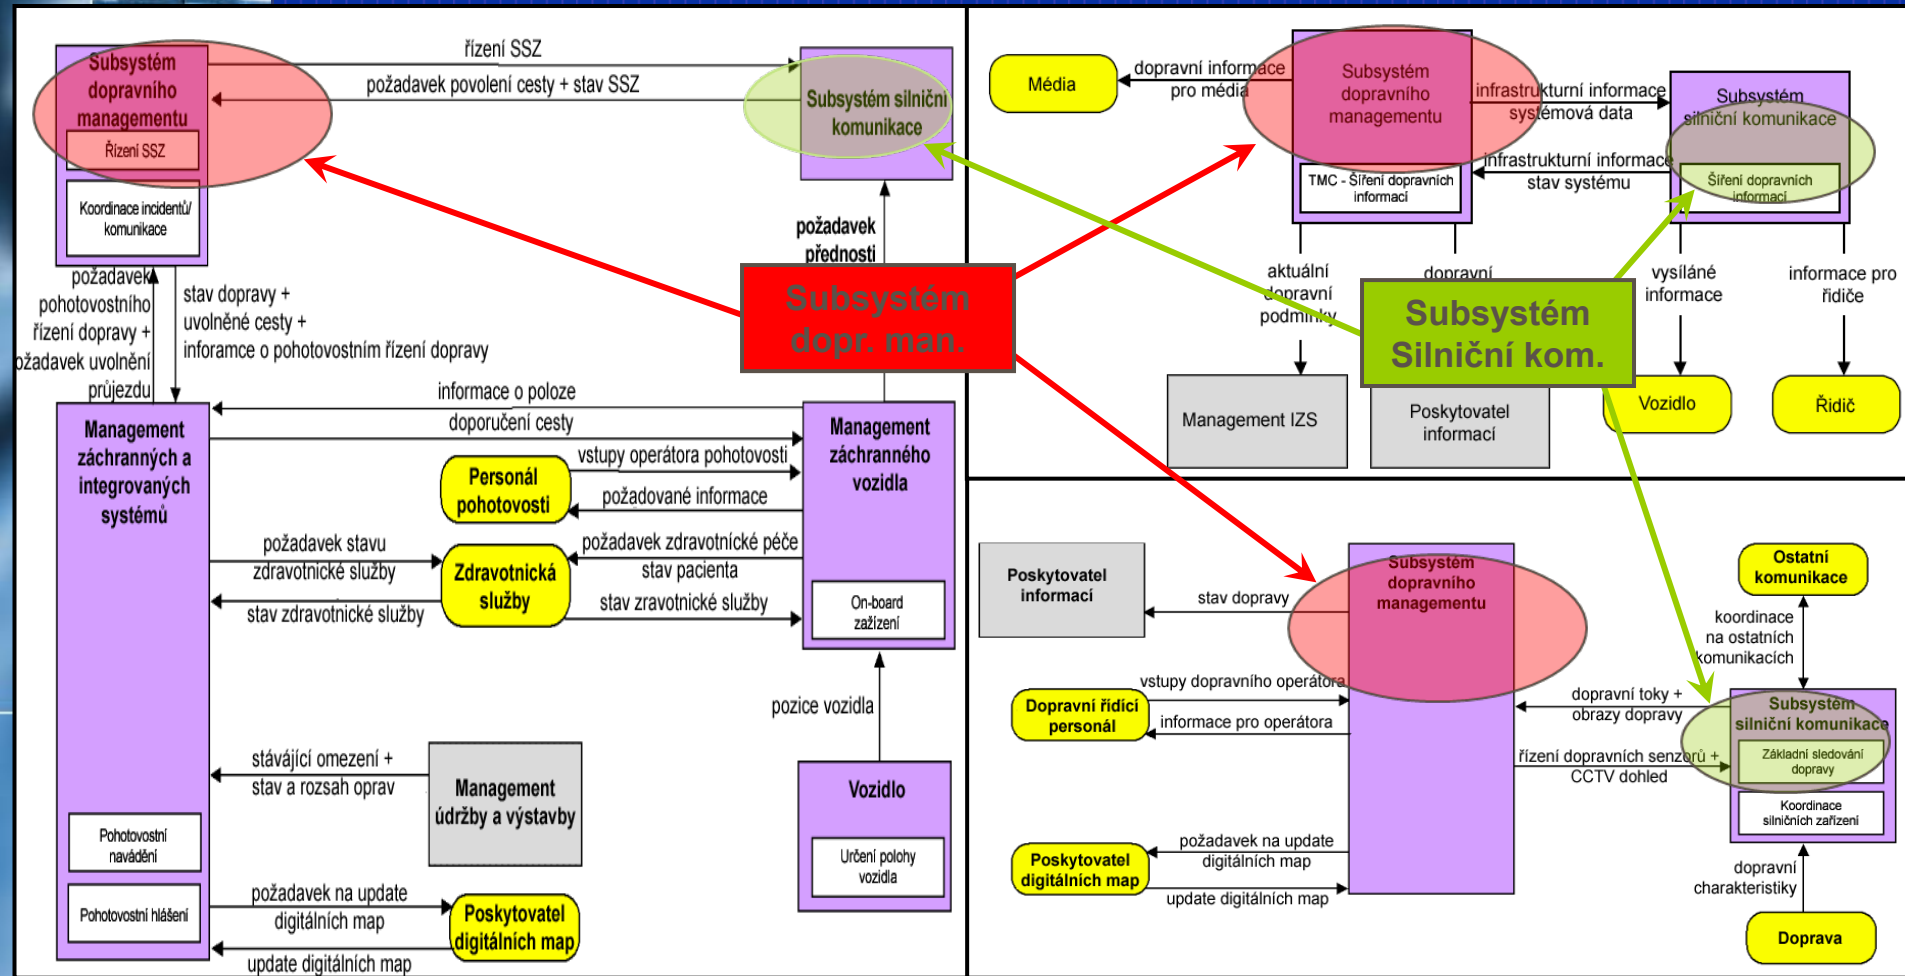 Subsystém
dopravního
managementu
Řízení SSZ
Koordinace incidentů/
komunikace
řízení SSZ
požadavek povolení cesty + stav SSZ
Subsystém silniční
komunikace
požadavek
přednosti
požadavek
pohotovostního
řízení dopravy +
ožadavek uvolnění
průjezdu
stav dopravy +
uvolněné cesty +
inforamce o pohotovostním řízení dopravy
informace o poloze
doporučení cesty
Management
záchranných a
integrovaných
systémů
Management
záchranného
vozidla
vstupy operátora pohotovosti
Personál
pohotovosti
požadované informace
požadavek stavu
zdravotnické služby
Zdravotnická
služby
požadavek zdravotnícké péče
stav pacienta
stav zdravotnické služby
stav zravotnické služby
On-board
zažízení
pozice vozidla
stávájící omezení +
stav a rozsah oprav
Management
údržby a výstavby
Vozidlo
Určení polohy
vozidla
Pohotovostní
navádění
Pohotovostní hlášení
požadavek na update
digitálních map
Poskytovatel
digitálních map
update digitálních map
Média
dopravní informace
pro média
Subsystém
dopravního
managementu
TMC - Šíření dopravních
informací
infrastrukturní informace
systémová data
infrastrukturní informace
stav systému
Subsystém
silniční komunikace
Šíření dopravních
informací
aktuální
dopravní
podmínky
dopravní
vysíláné
informace
informace pro
řidiče
Management IZS
Poskytovatel
informací
Vozidlo
Řidič
Subsystém
dopr. man.
Subsystém
Silniční kom.
Poskytovatel
informací
stav dopravy
Subsystém
dopravního
managementu
Ostatní
komunikace
koordinace
na ostatních
komunikacích
Dopravní řídící
personál
vstupy dopravního operátora
informace pro operátora
dopravní toky +
obrazy dopravy
řízení dopravních senzorů +
CCTV dohled
Subsystém
silniční komunikace
Základní sledování
dopravy
Koordinace
silničních zařízení
Poskytovatel
digitálních map
požadavek na update
digitálních map
update digitálních map
dopravní
charakteristiky
Doprava